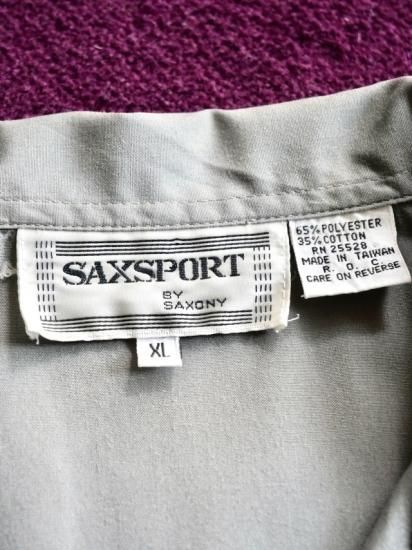 SAXSPORT
BY
SAXONY
XL
65% POLYESTER
35% COTTON
RN 25528
MADE IN TAIWAN
R. O. C.
CARE ON REVERSE